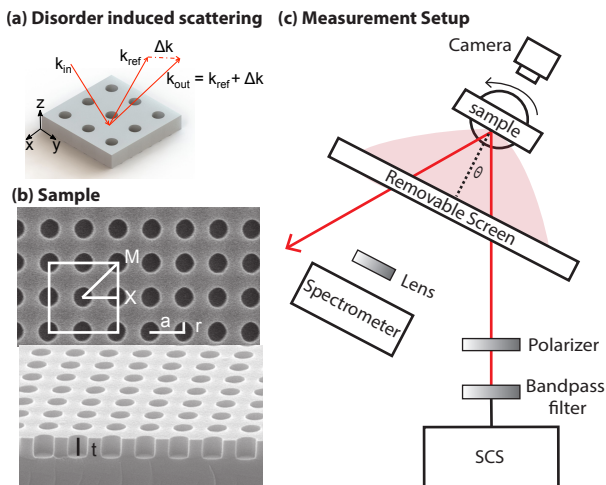 (a) Disorder induced scattering
k_in
k_ref
Δk
k_out = k_ref + Δk
z
x
y
(b) Sample
M
X
a
r
t
(c) Measurement Setup
Camera
sample
θ
Removable Screen
Lens
Spectrometer
Polarizer
Bandpass
filter
SCS